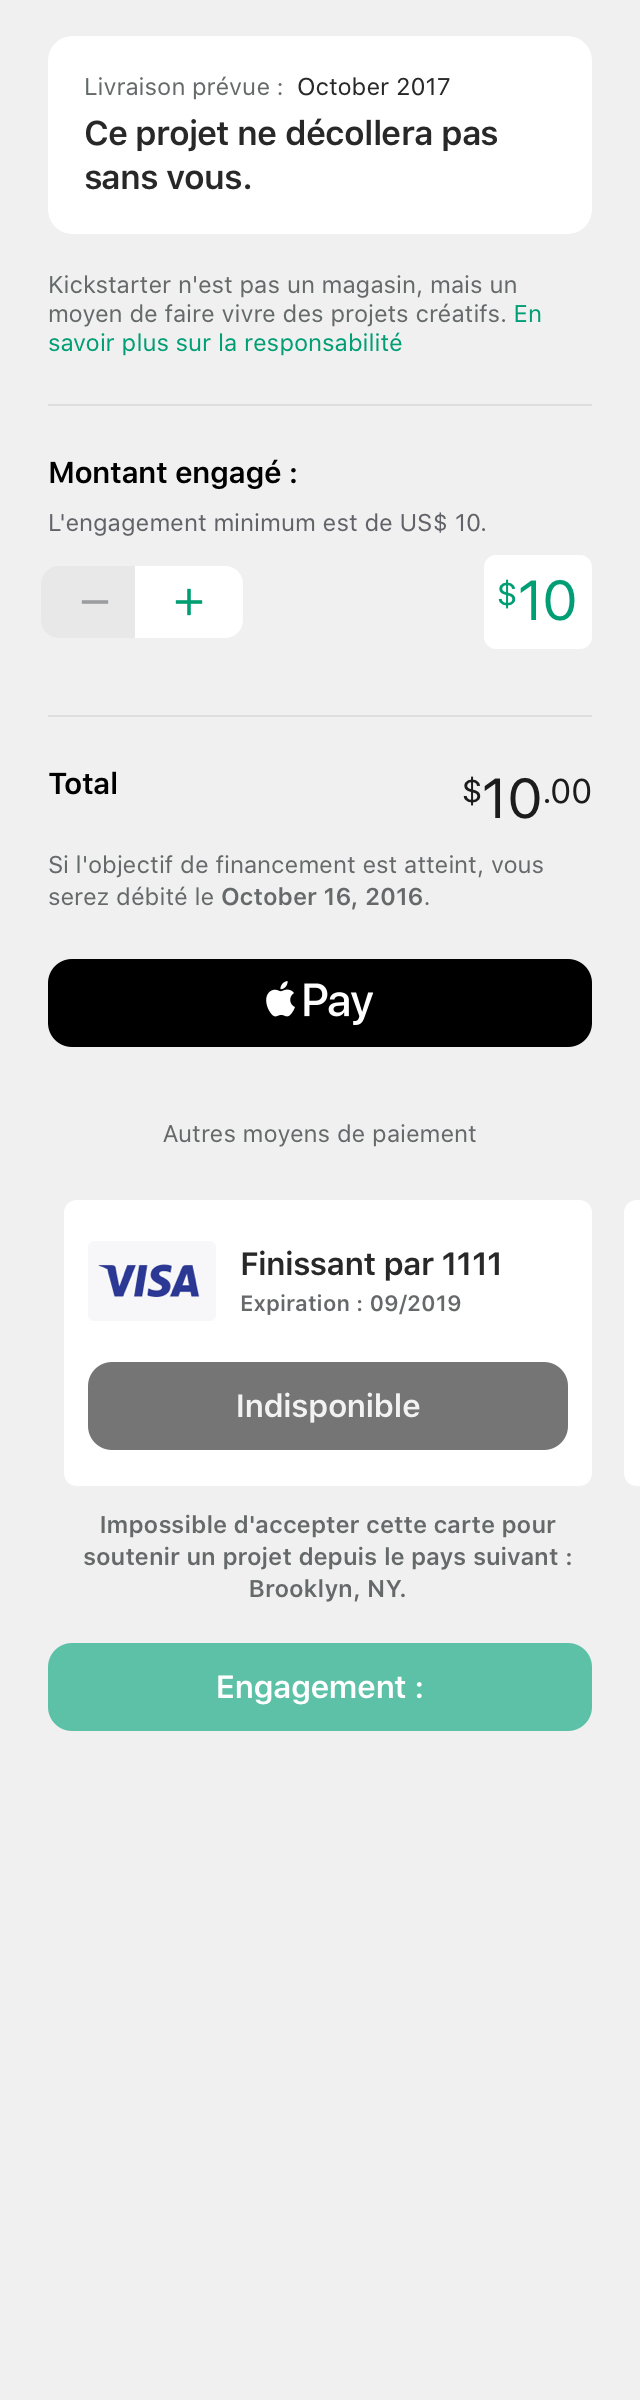 Livraison prévue : October 2017
Ce projet ne décollera pas
sans vous.
Kickstarter n'est pas un magasin, mais un
moyen de faire vivre des projets créatifs. En
savoir plus sur la responsabilité
Montant engagé :
L'engagement minimum est de US$ 10.
− +
$10
Total
$10.00
Si l'objectif de financement est atteint, vous
serez débité le October 16, 2016.
Pay
Autres moyens de paiement
VISA
Finissant par 1111
Expiration : 09/2019
Indisponible
Impossible d'accepter cette carte pour
soutenir un projet depuis le pays suivant :
Brooklyn, NY.
Engagement :